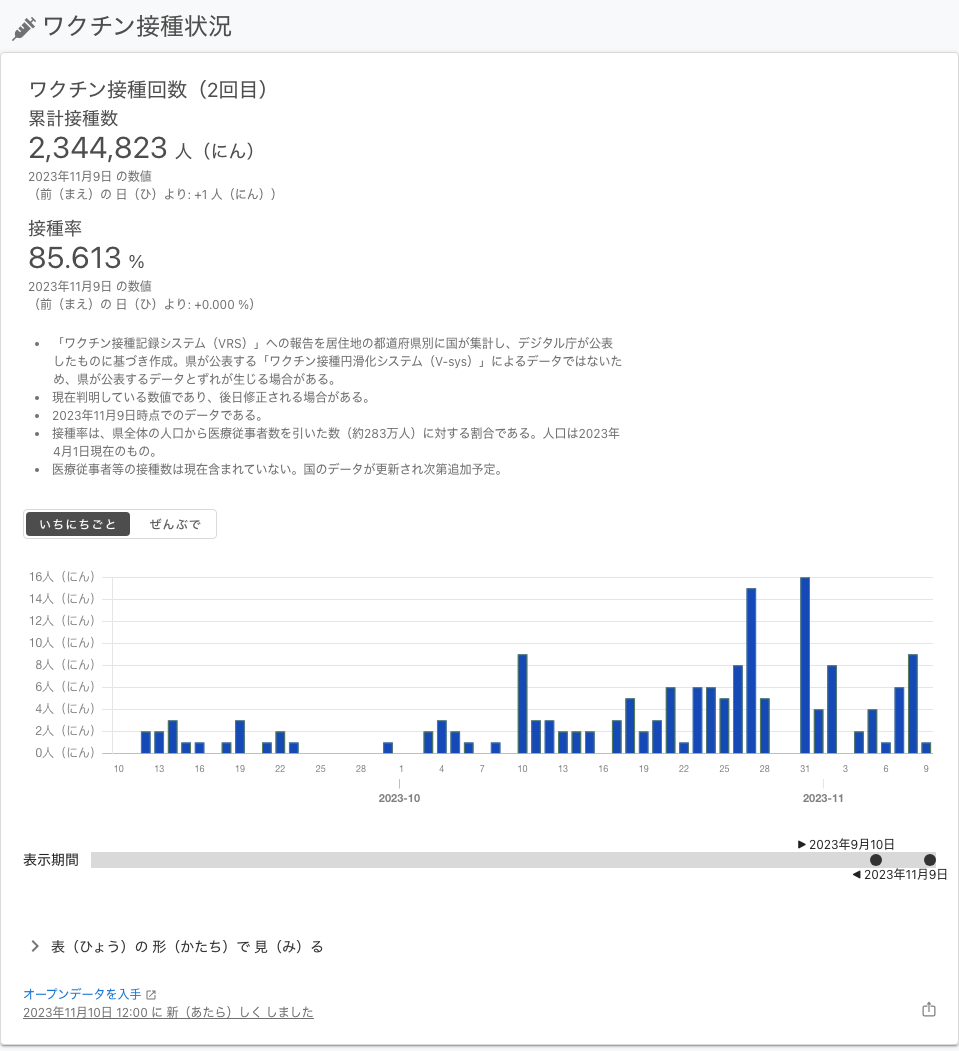 ワクチン接種状況
ワクチン接種回数（2回目）
累計接種数
2,344,823 人（にん）
2023年11月9日 の数値
（前（まえ）の 日（ひ）より: +1 人（にん））
接種率
85.613 %
2023年11月9日 の数値
（前（まえ）の 日（ひ）より: +0.000 %）
• 「ワクチン接種記録システム（VRS）」への報告を居住地の都道府県別に国が集計し、デジタル庁が公表
したものに基づき作成。県が公表する「ワクチン接種円滑化システム（V-sys）」によるデータではないた
め、県が公表するデータとずれが生じる場合がある。
• 現在判明している数値であり、後日修正される場合がある。
• 2023年11月9日時点でのデータである。
• 接種率は、県全体の人口から医療従事者数を引いた数（約283万人）に対する割合である。人口は2023年
4月1日現在のもの。
• 医療従事者等の接種数は現在含まれていない。国のデータが更新され次第追加予定。
いちにちごと ぜんぶで
16人（にん）
14人（にん）
12人（にん）
10人（にん）
8人（にん）
6人（にん）
4人（にん）
2人（にん）
0人（にん）
10 13 16 19 22 25 28 1 4 7 10 13 16 19 22 25 28 31 3 6 9
2023-10 2023-11
▶ 2023年9月10日
表示期間
◀ 2023年11月9日
表（ひょう）の 形（かたち）で 見（み）る
オープンデータを入手
2023年11月10日 12:00 に 新（あたら）しく しました